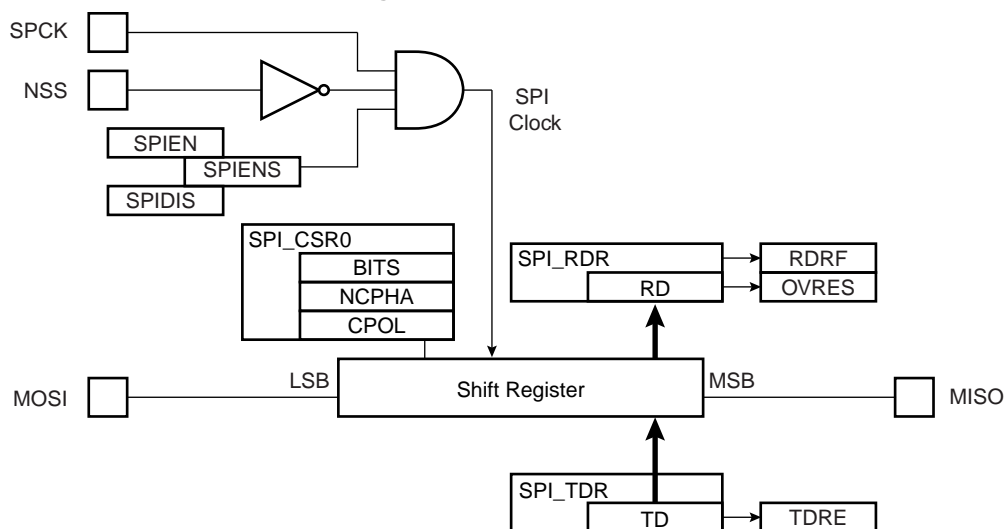 SPCK
NSS
SPI
Clock
SPIEN
SPIENS
SPIDIS
SPI_CSR0
BITS
NCPHA
CPOL
SPI_RDR
RD
RDRF
OVRES
MOSI
LSB
Shift Register
MSB
MISO
SPI_TDR
TD
TDRE